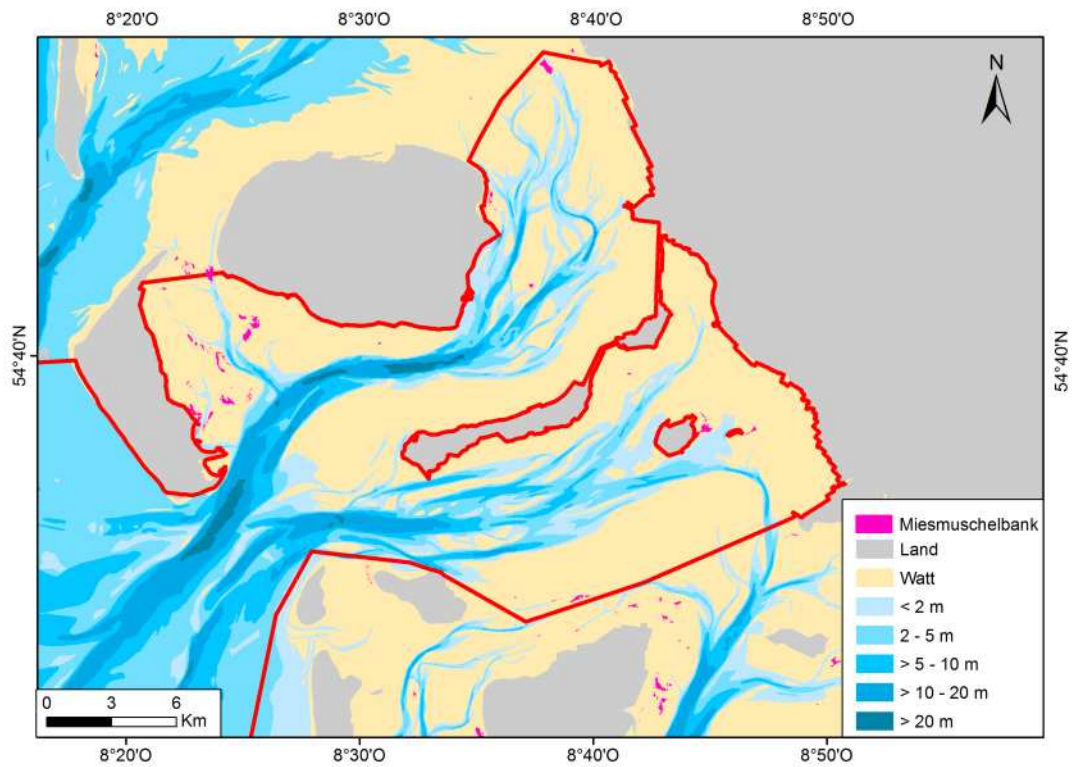 8°20'O 8°30'O 8°40'O 8°50'O
N
54°40'N 54°40'N
Miesmuschelbank
Land
Watt
< 2 m
2 - 5 m
> 5 - 10 m
> 10 - 20 m
> 20 m
0 3 6
Km
8°20'O 8°30'O 8°40'O 8°50'O